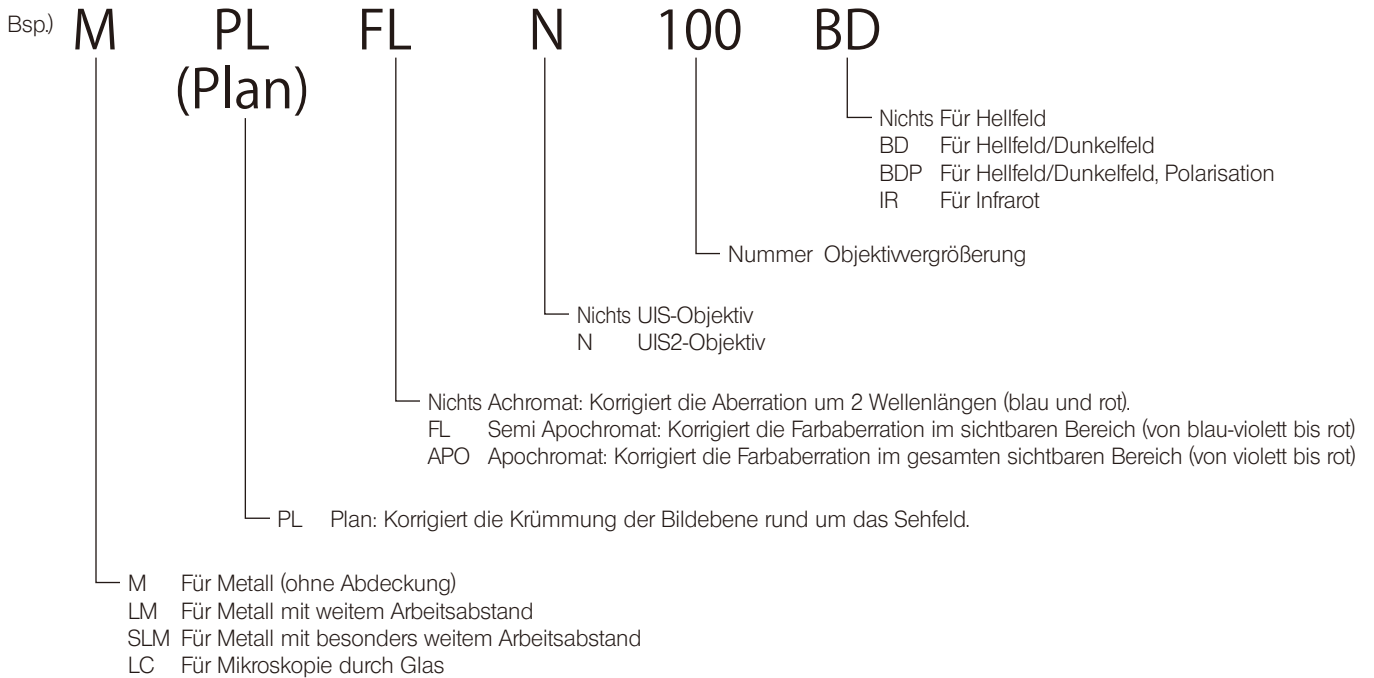 Bsp.) M PL FL N 100 BD
(Plan)
Nichts Für Hellfeld
BD Für Hellfeld/Dunkelfeld
BDP Für Hellfeld/Dunkelfeld, Polarisation
IR Für Infrarot
Nummer Objektivvergrößerung
Nichts UIS-Objektiv
N UIS2-Objektiv
Nichts Achromat: Korrigiert die Aberration um 2 Wellenlängen (blau und rot).
FL Semi Apochromat: Korrigiert die Farbaberration im sichtbaren Bereich (von blau-violett bis rot)
APO Apochromat: Korrigiert die Farbaberration im gesamten sichtbaren Bereich (von violett bis rot)
PL Plan: Korrigiert die Krümmung der Bildebene rund um das Sehfeld.
M Für Metall (ohne Abdeckung)
LM Für Metall mit weitem Arbeitsabstand
SLM Für Metall mit besonders weitem Arbeitsabstand
LC Für Mikroskopie durch Glas